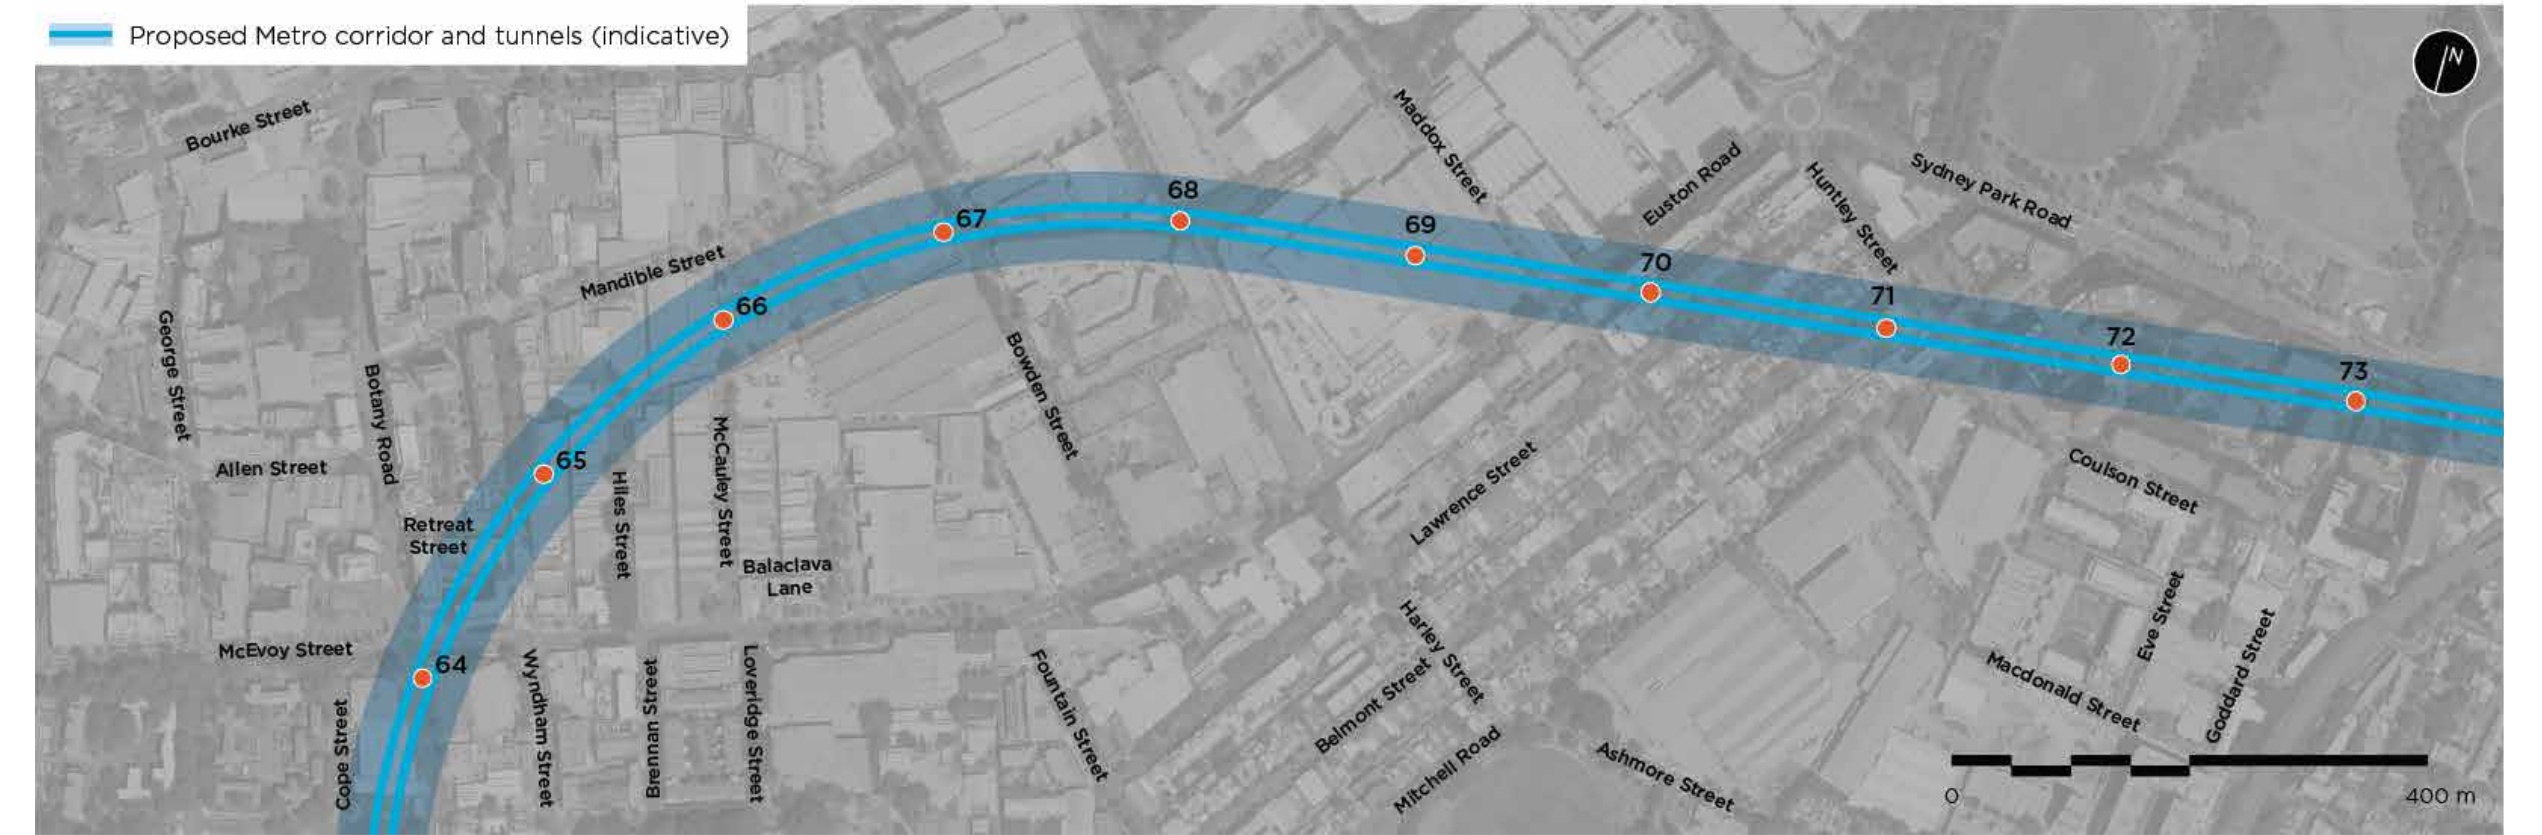 Proposed Metro corridor and tunnels (indicative)
N
Bourke Street
Maddox Street
Euston Road
Huntley Street
Sydney Park Road
Mandible Street
67
68
69
70
71
72
73
66
65
64
George Street
Botany Road
Allen Street
Retreat
Street
Hiles Street
McCauley Street
Balaclava
Lane
Bowden Street
Lawrence Street
Coulson Street
McEvoy Street
Cope Street
Wyndham Street
Brennan Street
Loveridge Street
Fountain Street
Harley Street
Belmont Street
Mitchell Road
Ashmore Street
Macdonald Street
Eve Street
Goddard Street
0
400 m